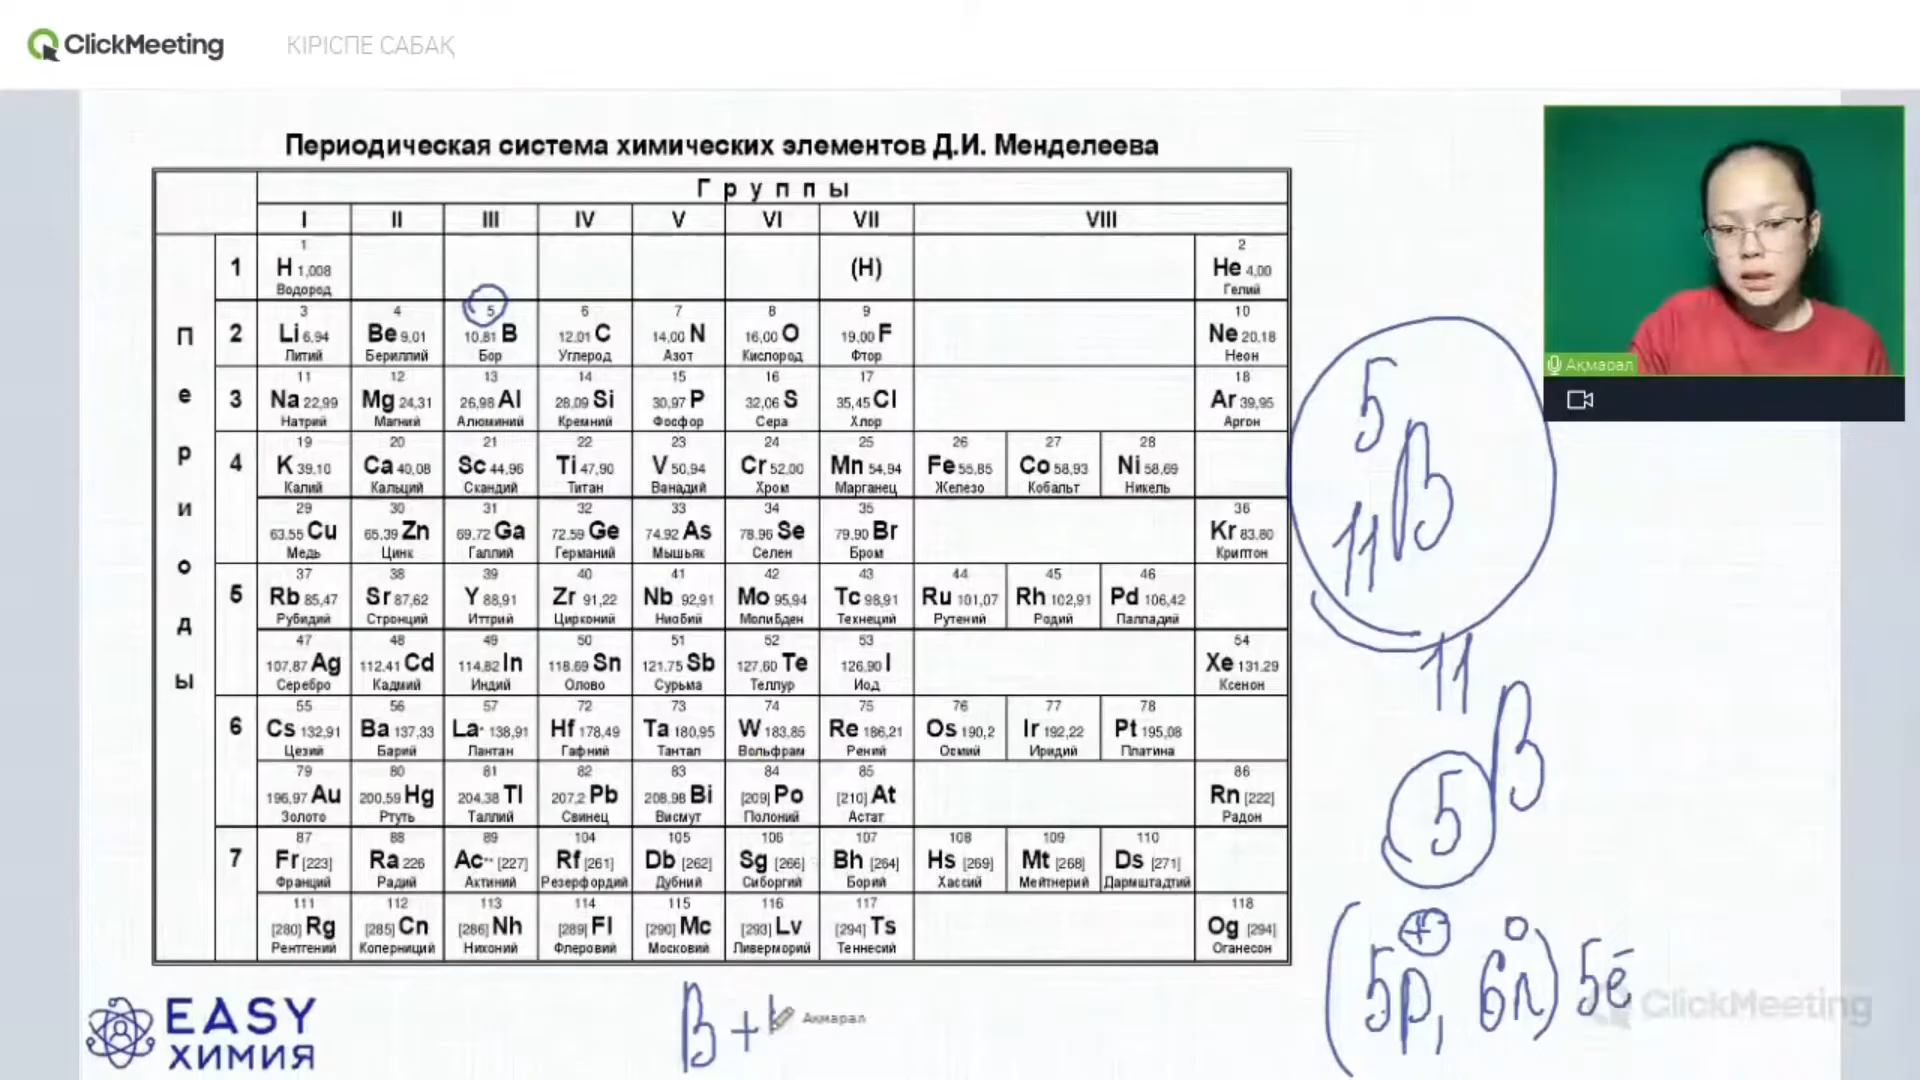 ClickMeeting КІРІСПЕ САБАҚ
Периодическая система химических элементов Д.И. Менделеева
Группы
I II III IV V VI VII VIII
Периоды
1 2
1 H 1,008 (H) He 4,00
Водород Гелий
3 4 5 6 7 8 9 10
2 Li 6,94 Be 9,01 10,81 B 12,01 C 14,00 N 16,00 O 19,00 F Ne 20,18
Литий Бериллий Бор Углерод Азот Кислород Фтор Неон
11 12 13 14 15 16 17 18
3 Na 22,99 Mg 24,31 26,98 Al 28,09 Si 30,97 P 32,06 S 35,45 Cl Ar 39,95
Натрий Магний Алюминий Кремний Фосфор Сера Хлор Аргон
19 20 21 22 23 24 25 26 27 28
4 K 39,10 Ca 40,08 Sc 44,96 Ti 47,90 V 50,94 Cr 52,00 Mn 54,94 Fe 55,85 Co 58,93 Ni 58,69
Калий Кальций Скандий Титан Ванадий Хром Марганец Железо Кобальт Никель
29 30 31 32 33 34 35 36
63.55 Cu 65.39 Zn 69.72 Ga 72.59 Ge 74.92 As 78.96 Se 79.90 Br Kr 83.80
Медь Цинк Галлий Германий Мышьяк Селен Бром Криптон
37 38 39 40 41 42 43 44 45 46
5 Rb 85,47 Sr 87,62 Y 88,91 Zr 91,22 Nb 92,91 Mo 95,94 Tc 98,91 Ru 101,07 Rh 102,91 Pd 106,42
Рубидий Стронций Иттрий Цирконий Ниобий Молибден Технеций Рутений Родий Палладий
47 48 49 50 51 52 53 54
107,87 Ag 112,41 Cd 114,82 In 118.69 Sn 121.75 Sb 127,60 Te 126,90 I Xe 131,29
Серебро Кадмий Индий Олово Сурьма Теллур Иод Ксенон
55 56 57 72 73 74 75 76 77 78
6 Cs 132,91 Ba 137,33 La* 138,91 Hf 178,49 Ta 180,95 W 183,85 Re 186,21 Os 190,2 Ir 192,22 Pt 195,08
Цезий Барий Лантан Гафний Тантал Вольфрам Рений Осмий Иридий Платина
79 80 81 82 83 84 85 86
196,97 Au 200.59 Hg 204.38 Tl 207,2 Pb 208,98 Bi [209] Po [210] At Rn [222]
Золото Ртуть Таллий Свинец Висмут Полоний Астат Радон
87 88 89 104 105 106 107 108 109 110
7 Fr [223] Ra 226 Ac** [227] Rf [261] Db [262] Sg [266] Bh [264] Hs [269] Mt [268] Ds [271]
Франций Радий Актиний Резерфордий Дубний Сиборгий Борий Хассий Мейтнерий Дармштадтий
111 112 113 114 115 116 117 118
[280] Rg [285] Cn [286] Nh [289] Fl [290] Mc [293] Lv [294] Ts Og [294]
Рентгений Коперниций Нихоний Флеровий Московий Ливерморий Теннесий Оганесон
Ақмарал
5
11 B
11
5 B
+ 0
(5p, 6n) 5ē
ClickMeeting
EASY
ХИМИЯ
B +
Акмарал